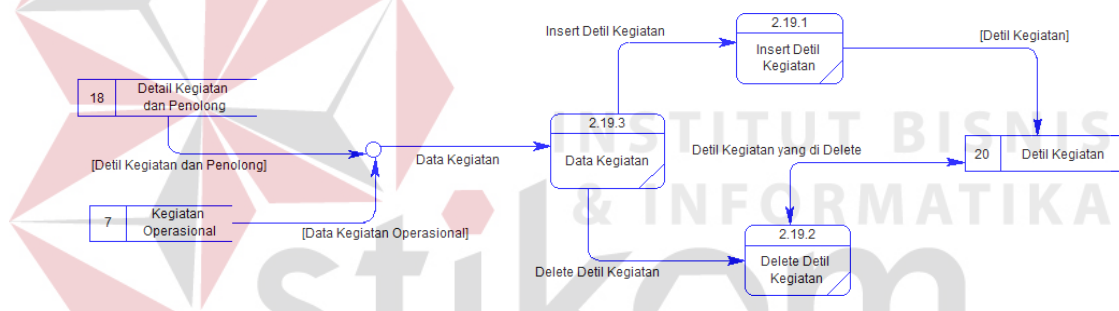 2.19.1
Insert Detil
Kegiatan
Insert Detil Kegiatan
[Detil Kegiatan]
18
Detail Kegiatan
dan Penolong
[Detil Kegiatan dan Penolong]
2.19.3
Data Kegiatan
Data Kegiatan
Detil Kegiatan yang di Delete
20
Detil Kegiatan
7
Kegiatan
Operasional
[Data Kegiatan Operasional]
2.19.2
Delete Detil
Kegiatan
Delete Detil Kegiatan
INSTITUT BISNIS
& INFORMATIKA
stikom